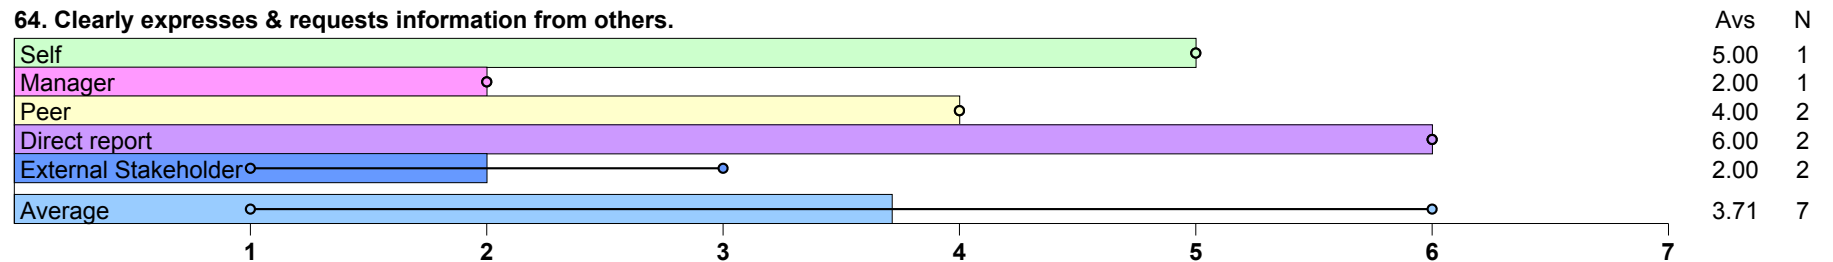 64. Clearly expresses & requests information from others. Avs N
Self 5.00 1
Manager 2.00 1
Peer 4.00 2
Direct report 6.00 2
External Stakeholder 2.00 2
Average 3.71 7
1 2 3 4 5 6 7